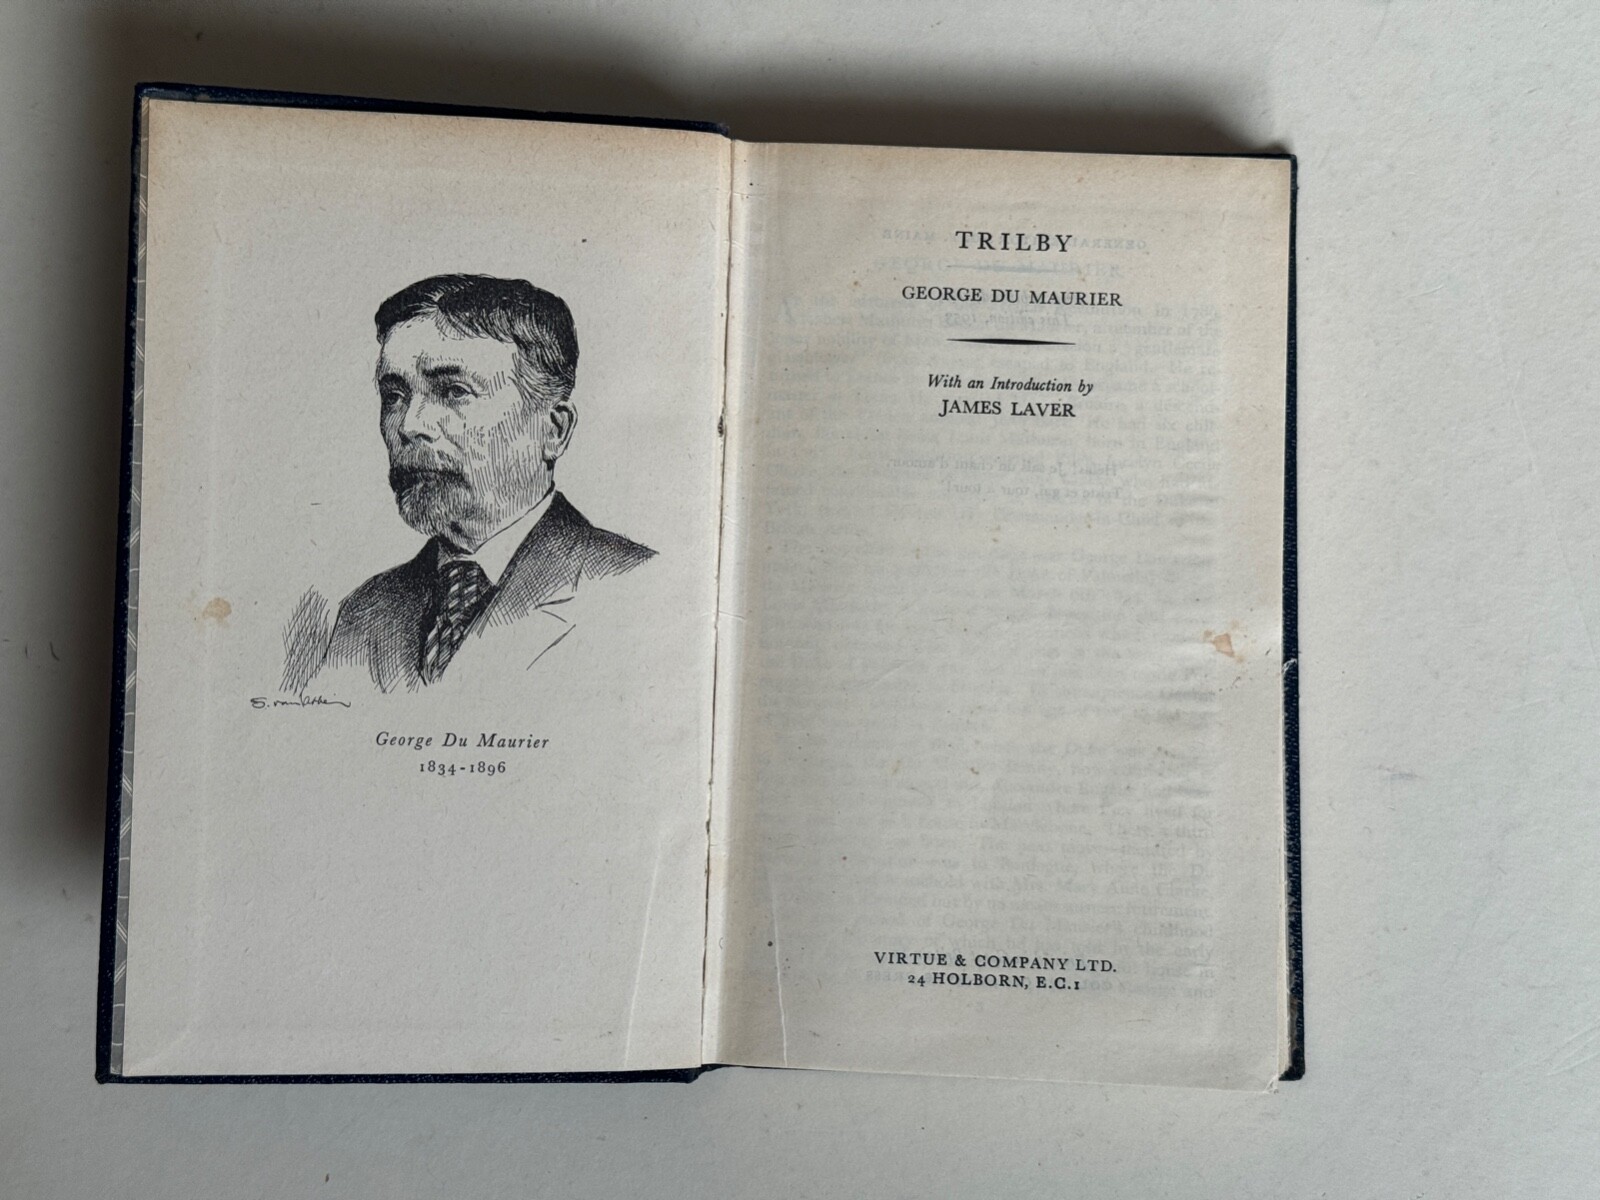 George Du Maurier
1834-1896
TRILBY
GEORGE DU MAURIER
With an Introduction by
JAMES LAVER
VIRTUE & COMPANY LTD.
24 HOLBORN, E.C.1